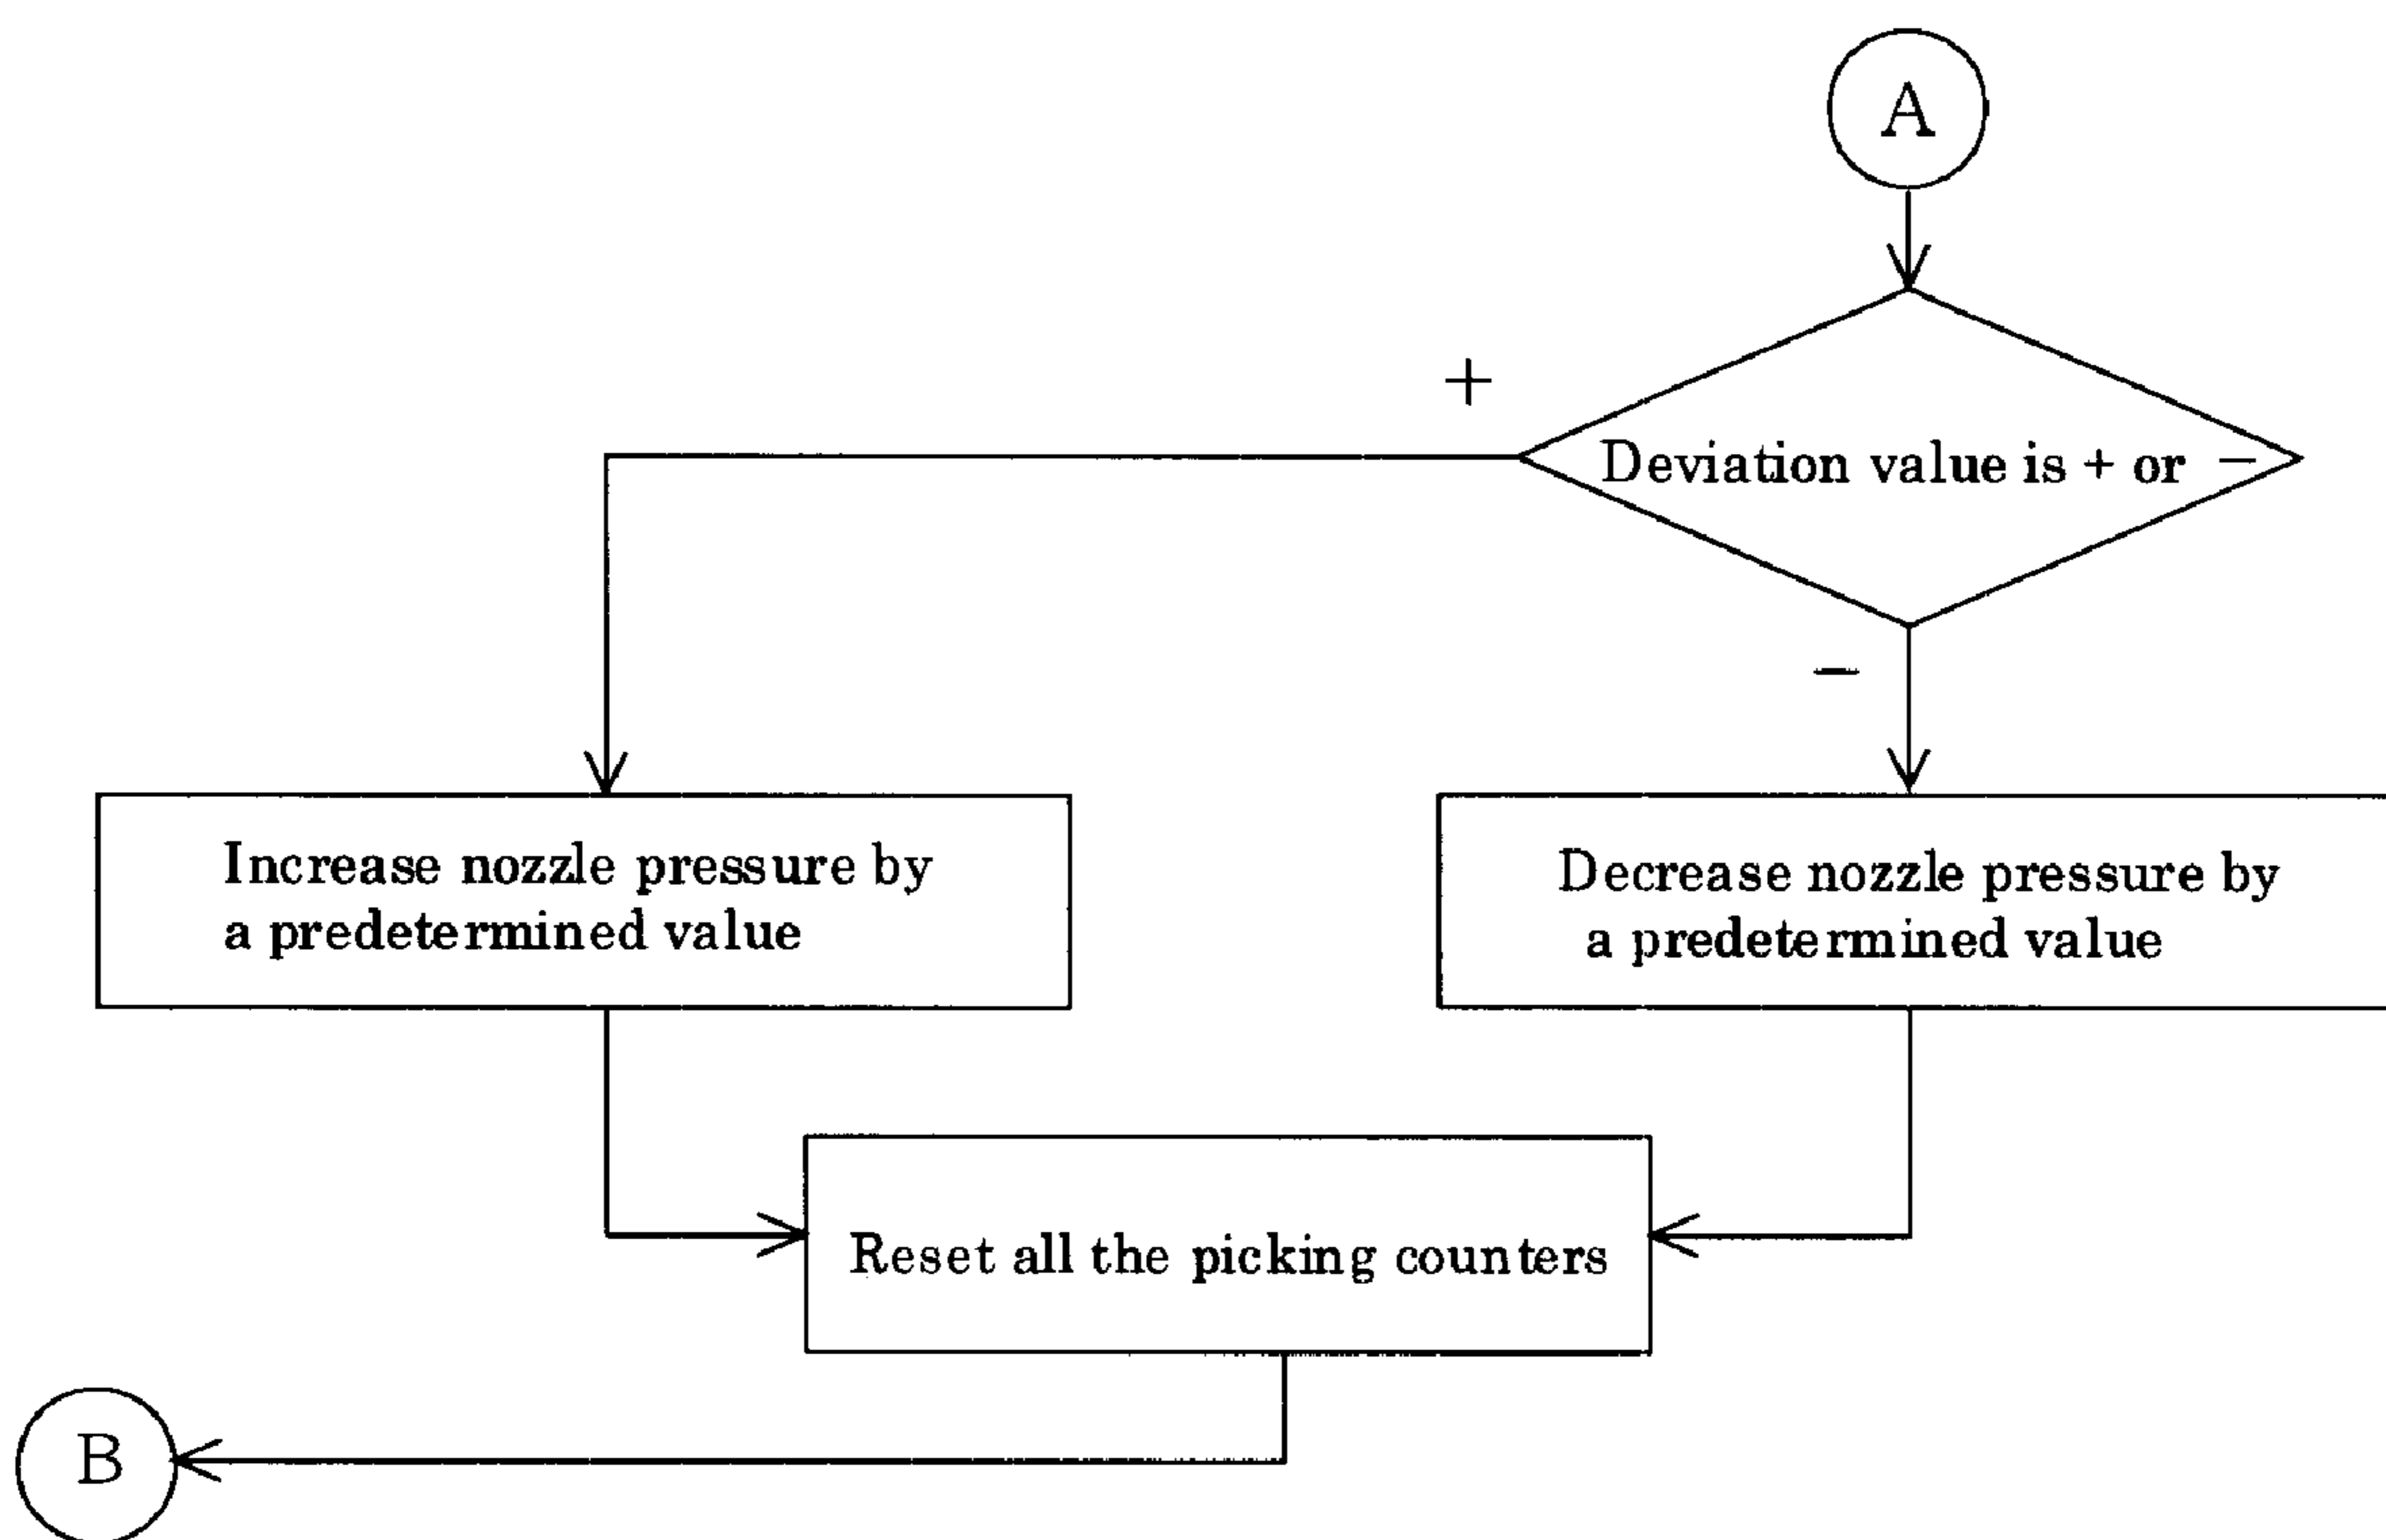 A
+
Deviation value is + or −
−
Increase nozzle pressure by
a predetermined value
Decrease nozzle pressure by
a predetermined value
Reset all the picking counters
B